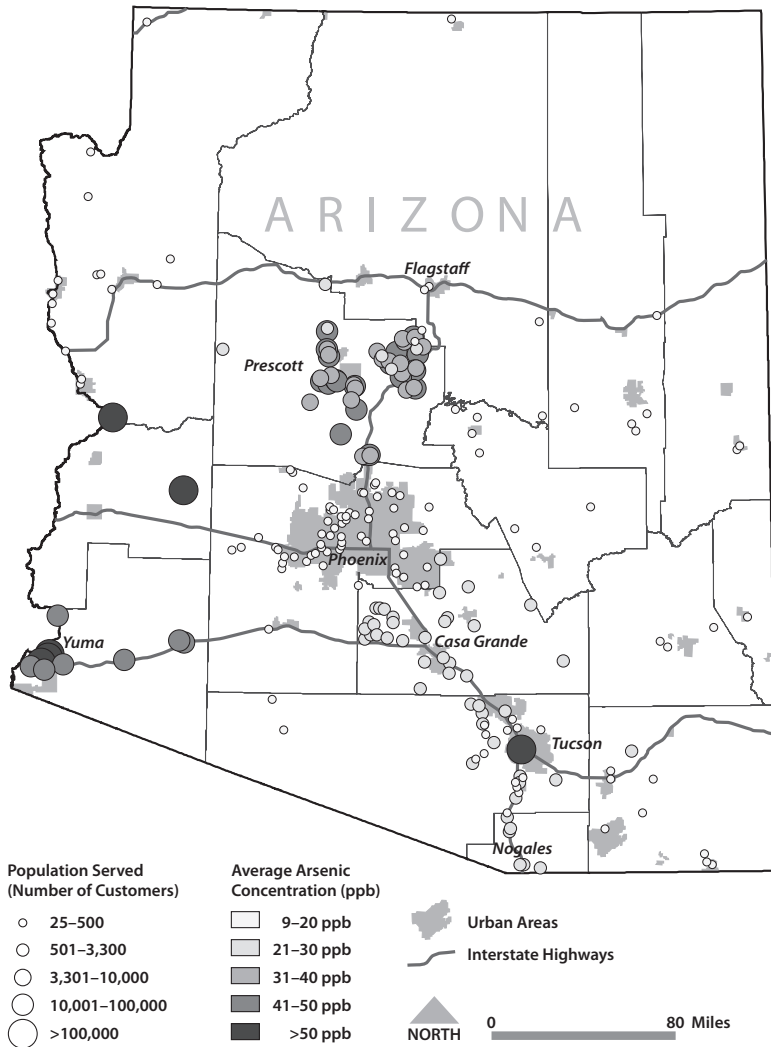 ARIZONA
Flagstaff
Prescott
Phoenix
Yuma
Casa Grande
Tucson
Nogales
Population Served
(Number of Customers)
25–500
501–3,300
3,301–10,000
10,001–100,000
>100,000
Average Arsenic
Concentration (ppb)
9–20 ppb
21–30 ppb
31–40 ppb
41–50 ppb
>50 ppb
Urban Areas
Interstate Highways
NORTH
0 80 Miles